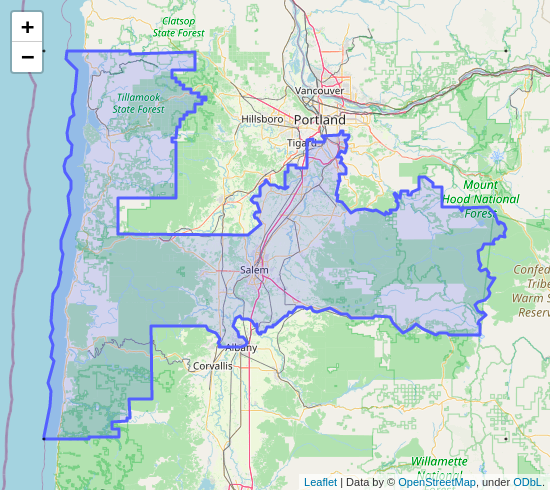 +
−
Clatsop
State Forest
Vancouver
Tillamook
State Forest
Hillsboro
Portland
Tigard
Mount
Hood National
Forest
Salem
Confed
Tribe
Warm S
Reserv
Albany
Corvallis
Willamette
National
Leaflet | Data by © OpenStreetMap, under ODbL.